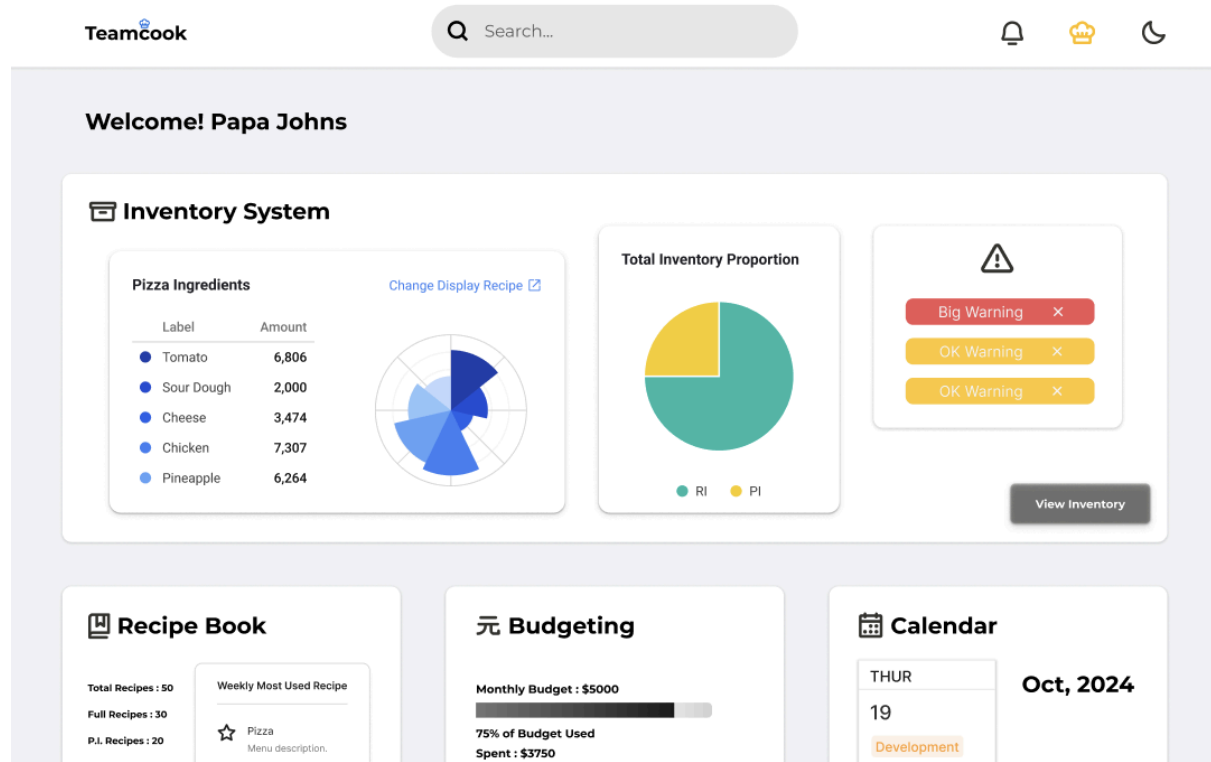 Teamcook
Search...
Welcome! Papa Johns
Inventory System
Pizza Ingredients
Change Display Recipe
Label Amount
Tomato 6,806
Sour Dough 2,000
Cheese 3,474
Chicken 7,307
Pineapple 6,264
Total Inventory Proportion
RI PI
Big Warning ×
OK Warning ×
OK Warning ×
View Inventory
Recipe Book
Total Recipes : 50
Full Recipes : 30
P.I. Recipes : 20
Weekly Most Used Recipe
Pizza
Menu description.
元 Budgeting
Monthly Budget : $5000
75% of Budget Used
Spent : $3750
Calendar
THUR
19
Development
Oct, 2024